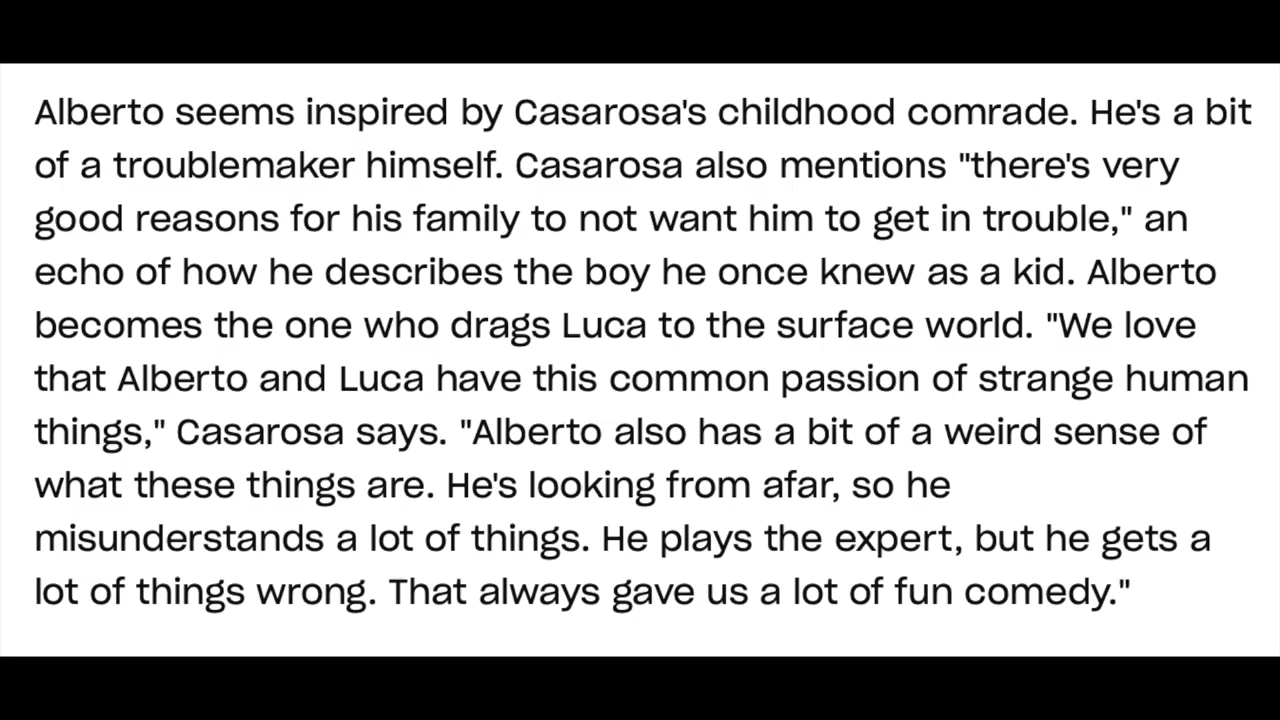 Alberto seems inspired by Casarosa's childhood comrade. He's a bit
of a troublemaker himself. Casarosa also mentions "there's very
good reasons for his family to not want him to get in trouble," an
echo of how he describes the boy he once knew as a kid. Alberto
becomes the one who drags Luca to the surface world. "We love
that Alberto and Luca have this common passion of strange human
things," Casarosa says. "Alberto also has a bit of a weird sense of
what these things are. He's looking from afar, so he
misunderstands a lot of things. He plays the expert, but he gets a
lot of things wrong. That always gave us a lot of fun comedy."